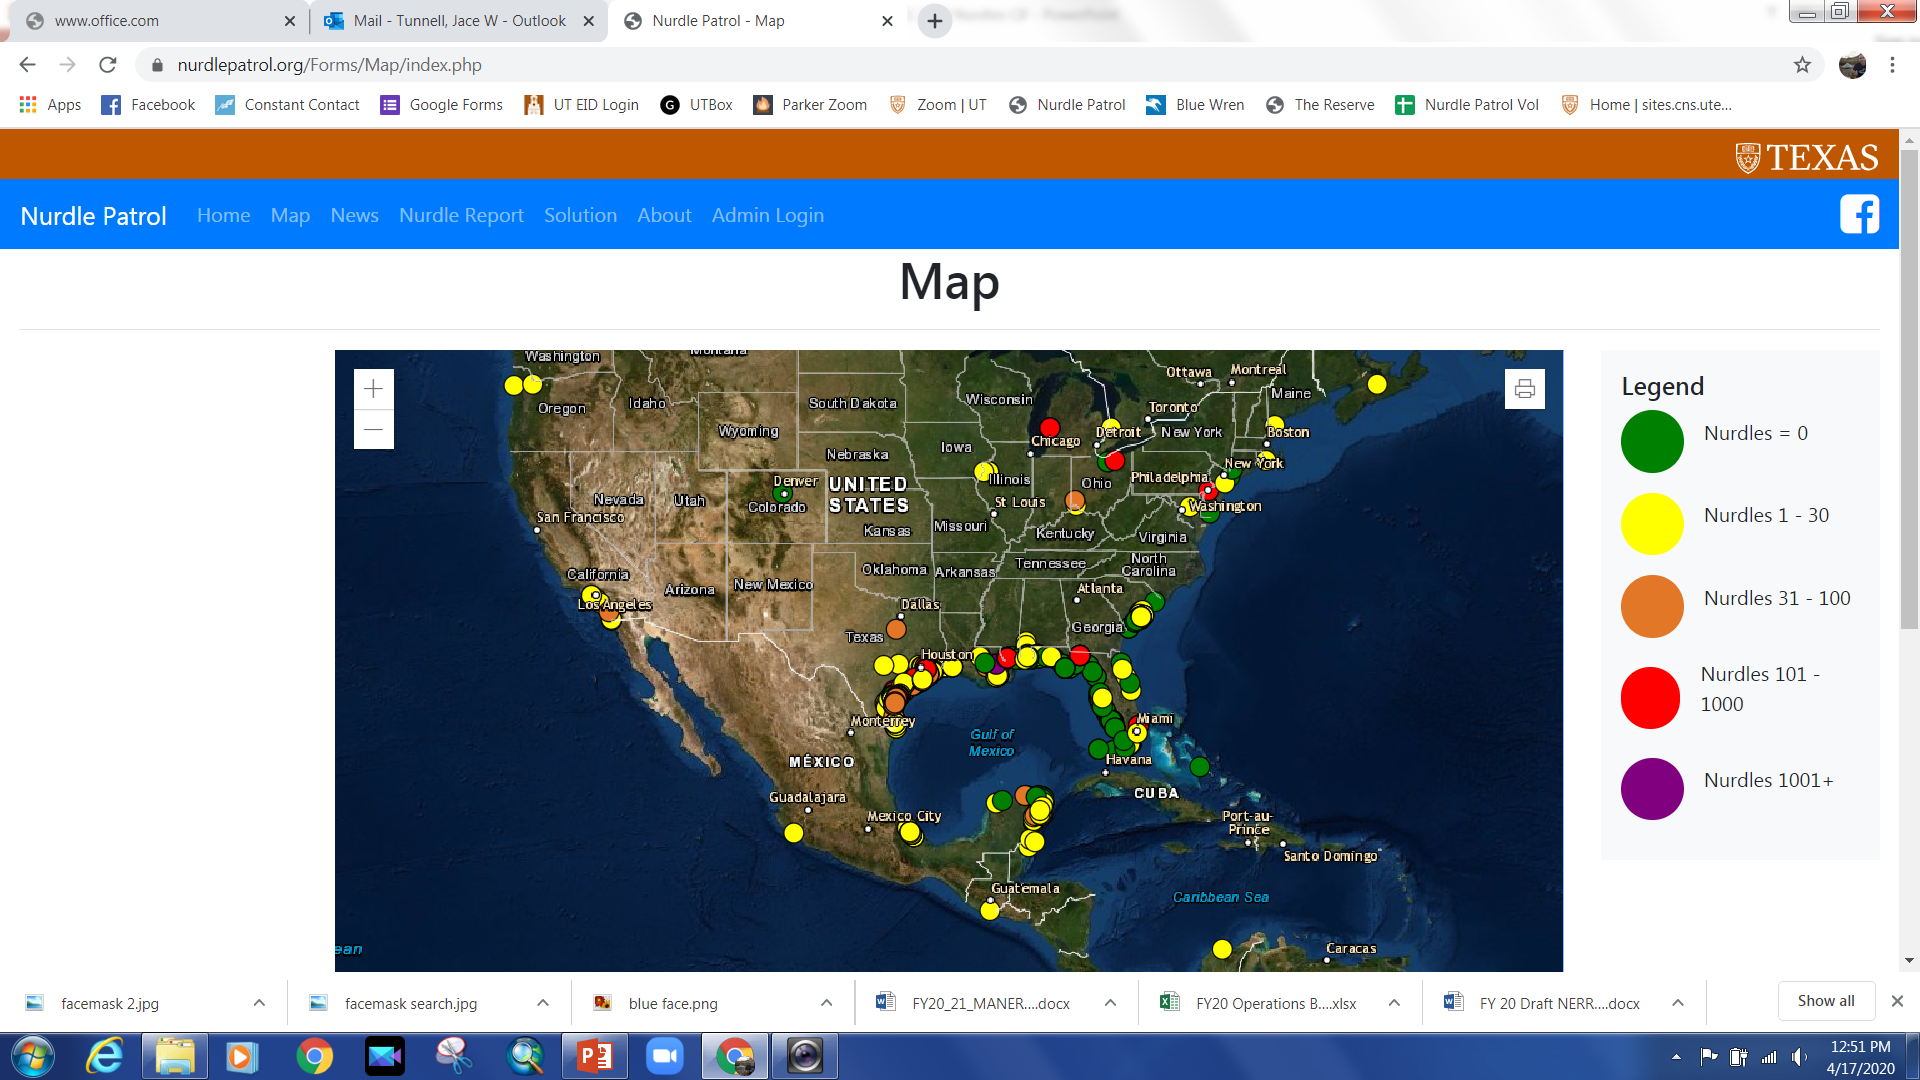 www.office.com
Mail - Tunnell, Jace W - Outlook
Nurdle Patrol - Map
nurdlepatrol.org/Forms/Map/index.php
Apps
Facebook
Constant Contact
Google Forms
UT EID Login
UTBox
Parker Zoom
Zoom | UT
Nurdle Patrol
Blue Wren
The Reserve
Nurdle Patrol Vol
Home | sites.cns.ute...
TEXAS
Nurdle Patrol
Home
Map
News
Nurdle Report
Solution
About
Admin Login
Map
Washington
Montana
Ottawa
Montreal
Oregon
Idaho
South Dakota
Wisconsin
Maine
Toronto
Wyoming
Chicago
Detroit
New York
Boston
Nebraska
Iowa
New York
Denver
UNITED
STATES
Illinois
Ohio
Philadelphia
Nevada
Utah
Colorado
St Louis
Washington
San Francisco
Kansas
Missouri
Kentucky
Virginia
California
Oklahoma
Arkansas
Tennessee
North
Carolina
Arizona
New Mexico
Atlanta
Los Angeles
Dallas
Texas
Georgia
Houston
Monterrey
Miami
Gulf of
Mexico
MÉXICO
Havana
Guadalajara
CUBA
Mexico City
Port-au-
Prince
Santo Domingo
Guatemala
Caribbean Sea
ean
Caracas
Legend
Nurdles = 0
Nurdles 1 - 30
Nurdles 31 - 100
Nurdles 101 -
1000
Nurdles 1001+
facemask 2.jpg
facemask search.jpg
blue face.png
FY20_21_MANER....docx
FY20 Operations B....xlsx
FY 20 Draft NERR....docx
Show all
12:51 PM
4/17/2020